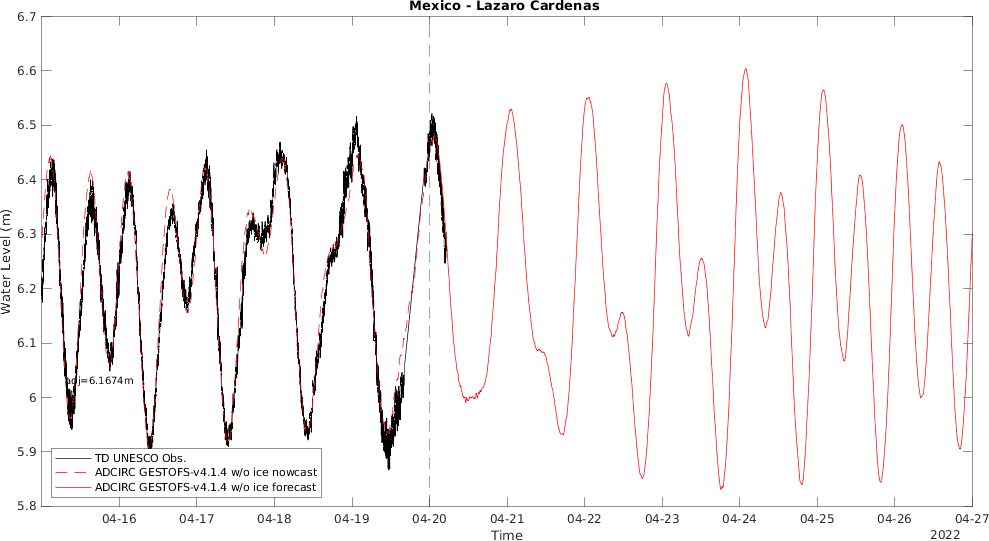 Mexico - Lazaro Cardenas
6.7
6.6
6.5
6.4
6.3
6.2
6.1
6
5.9
5.8
Water Level (m)
adj=6.1674m
TD UNESCO Obs.
ADCIRC GESTOFS-v4.1.4 w/o ice nowcast
ADCIRC GESTOFS-v4.1.4 w/o ice forecast
04-16 04-17 04-18 04-19 04-20 04-21 04-22 04-23 04-24 04-25 04-26 04-27
Time
2022